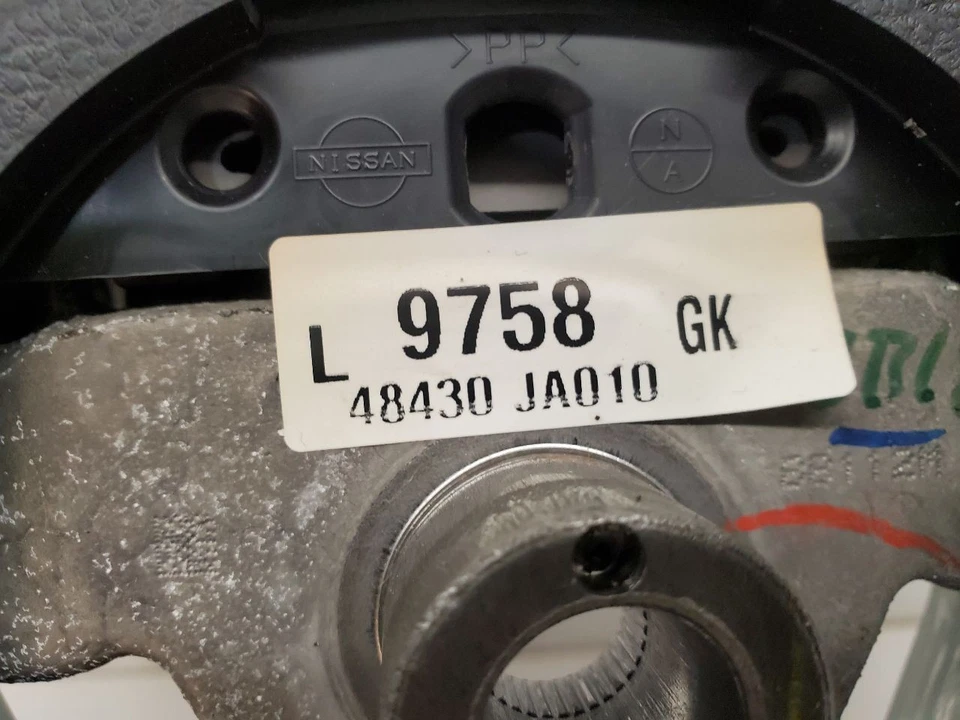 >PP<
NISSAN
N
A
L 9758 GK
48430 JA010